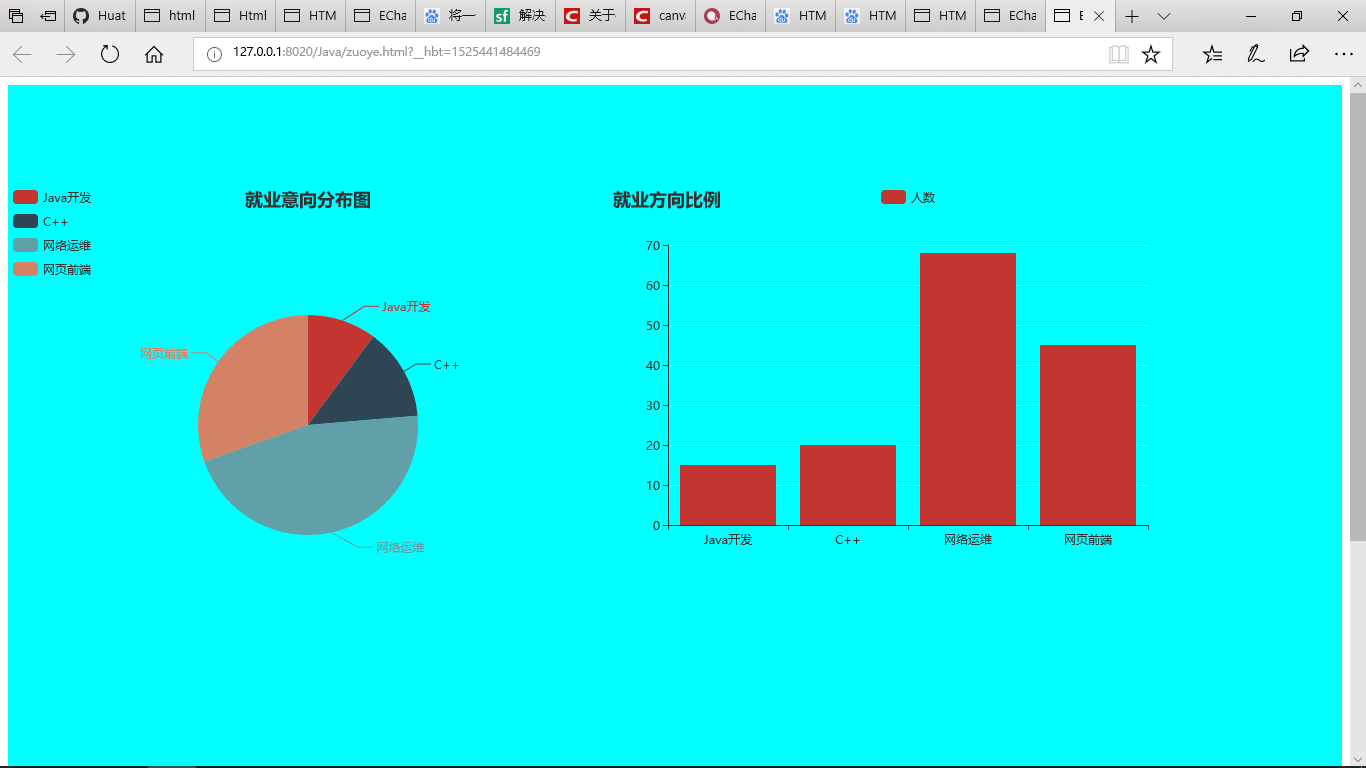 Huat
html
Html
HTM
ECha
将一
解决
关于
canv
ECha
HTM
HTM
HTM
ECha
E
127.0.0.1:8020/Java/zuoye.html?__hbt=1525441484469
Java开发
C++
网络运维
网页前端
就业意向分布图
Java开发
C++
网页前端
网络运维
就业方向比例
人数
70
60
50
40
30
20
10
0
Java开发
C++
网络运维
网页前端